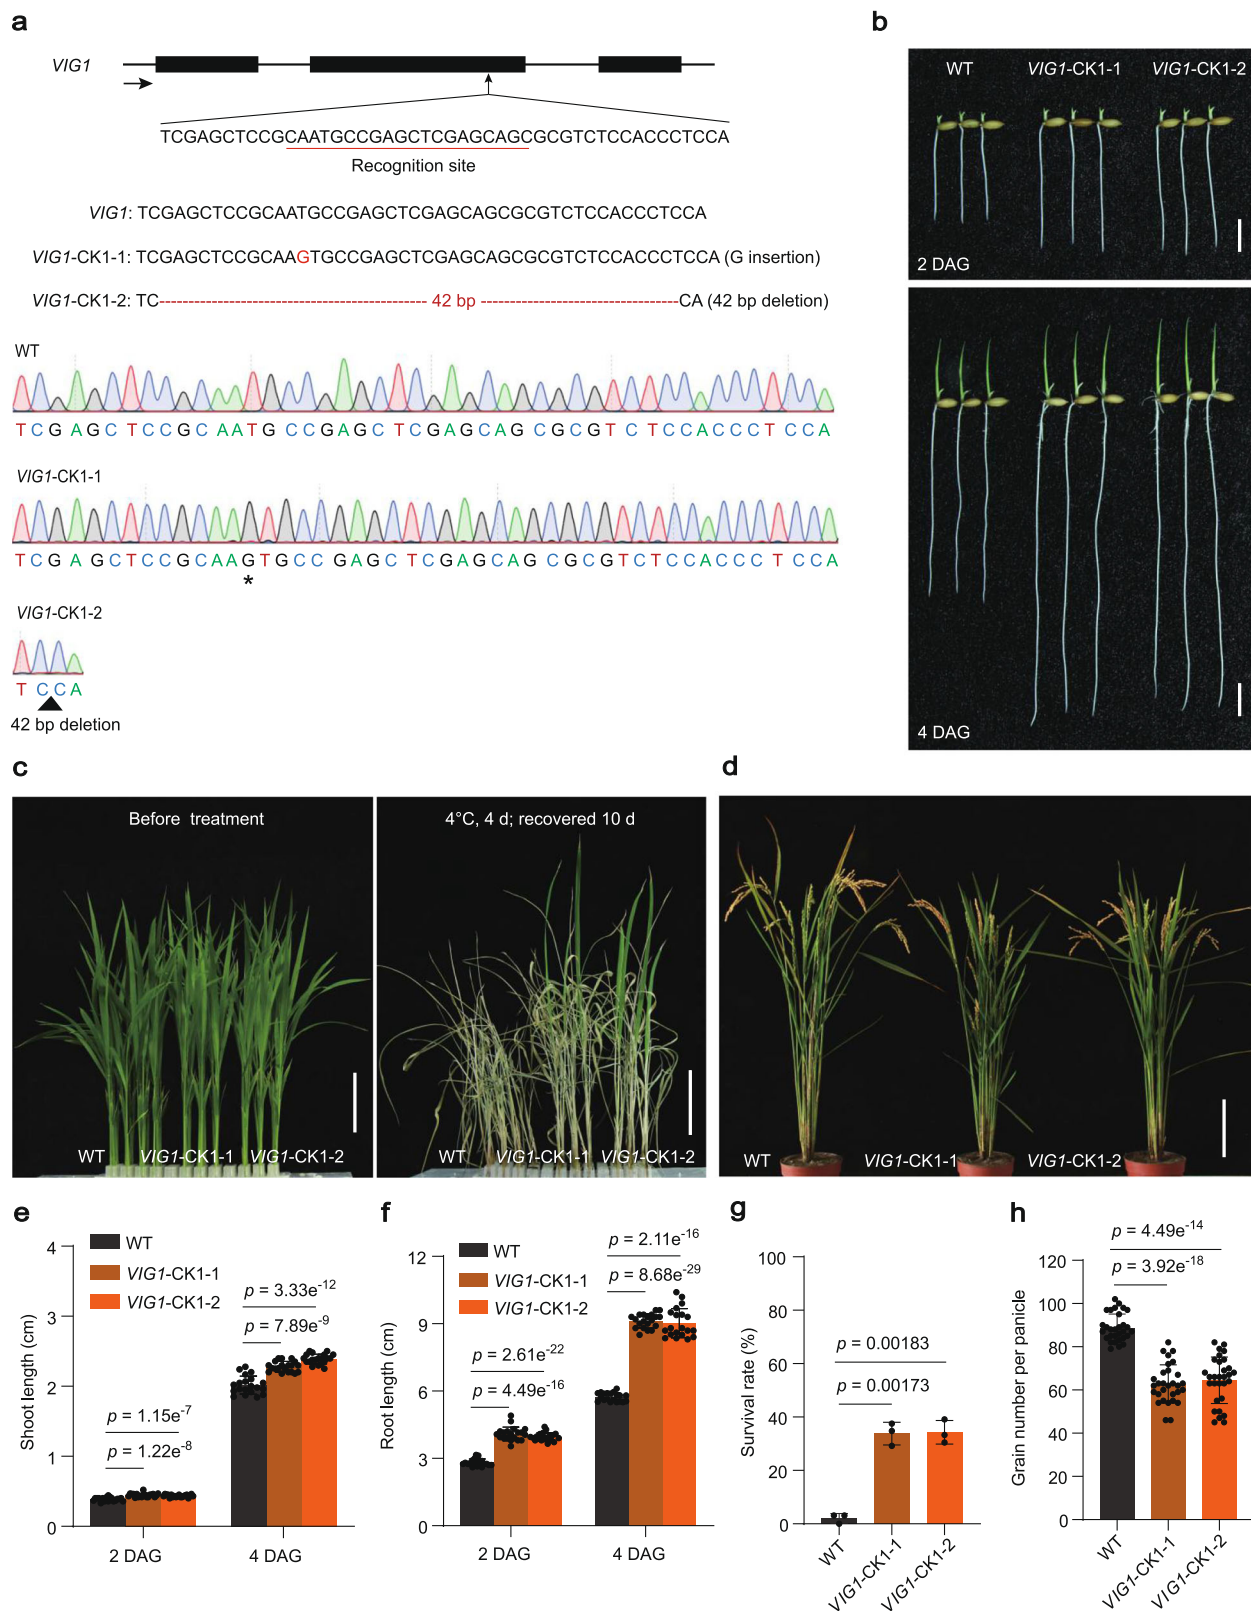 a
VIG1
TCGAGCTCCGCAATGCCGAGCTCGAGCAGCGCGTCTCCACCCTCCA
Recognition site
VIG1: TCGAGCTCCGCAATGCCGAGCTCGAGCAGCGCGTCTCCACCCTCCA
VIG1-CK1-1: TCGAGCTCCGCAAGTGCCGAGCTCGAGCAGCGCGTCTCCACCCTCCA (G insertion)
VIG1-CK1-2: TC-------------------------------------- 42 bp ----------------------------CA (42 bp deletion)
WT
TCGAGCTCCGCAATGCCGAGCTCGAGCAGCGCGTCTCCACCCTCCA
VIG1-CK1-1
TCGAGCTCCGCAAGTGCCGAGCTCGAGCAGCGCGTCTCCACCCTCCA
*
VIG1-CK1-2
TCCA
42 bp deletion
b
WT VIG1-CK1-1 VIG1-CK1-2
2 DAG
4 DAG
c
Before treatment
WT VIG1-CK1-1 VIG1-CK1-2
4°C, 4 d; recovered 10 d
WT VIG1-CK1-1 VIG1-CK1-2
d
WT VIG1-CK1-1 VIG1-CK1-2
e
WT
VIG1-CK1-1
VIG1-CK1-2
Shoot length (cm)
4
3
2
1
0
p = 1.15e-7
p = 1.22e-8
p = 3.33e-12
p = 7.89e-9
2 DAG 4 DAG
f
WT
VIG1-CK1-1
VIG1-CK1-2
Root length (cm)
12
9
6
3
0
p = 2.61e-22
p = 4.49e-16
p = 2.11e-16
p = 8.68e-29
2 DAG 4 DAG
g
Survival rate (%)
100
80
60
40
20
0
p = 0.00183
p = 0.00173
WT VIG1-CK1-1 VIG1-CK1-2
h
Grain number per panicle
120
100
80
60
40
20
0
p = 4.49e-14
p = 3.92e-18
WT VIG1-CK1-1 VIG1-CK1-2